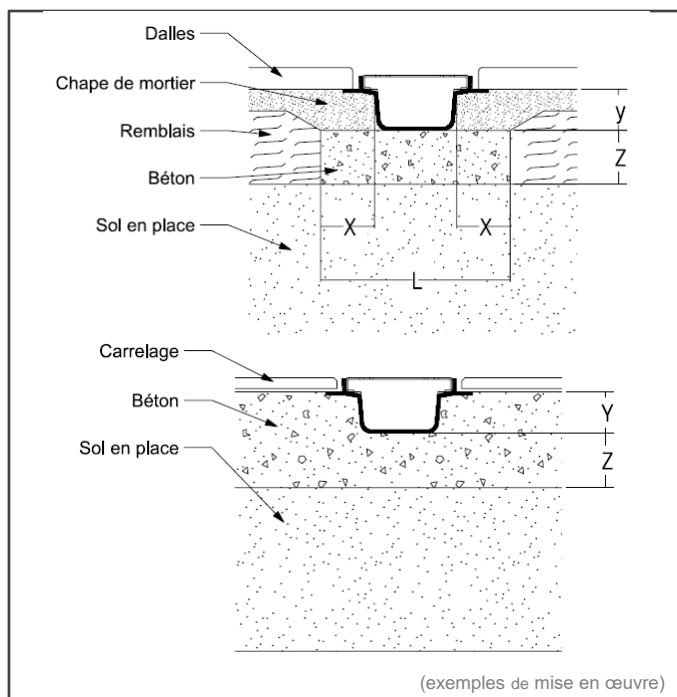 Dalles
Chape de mortier
Remblais
Béton
Sol en place
y
Z
X X
L
Carrelage
Béton
Sol en place
Y
Z
(exemples de mise en œuvre)